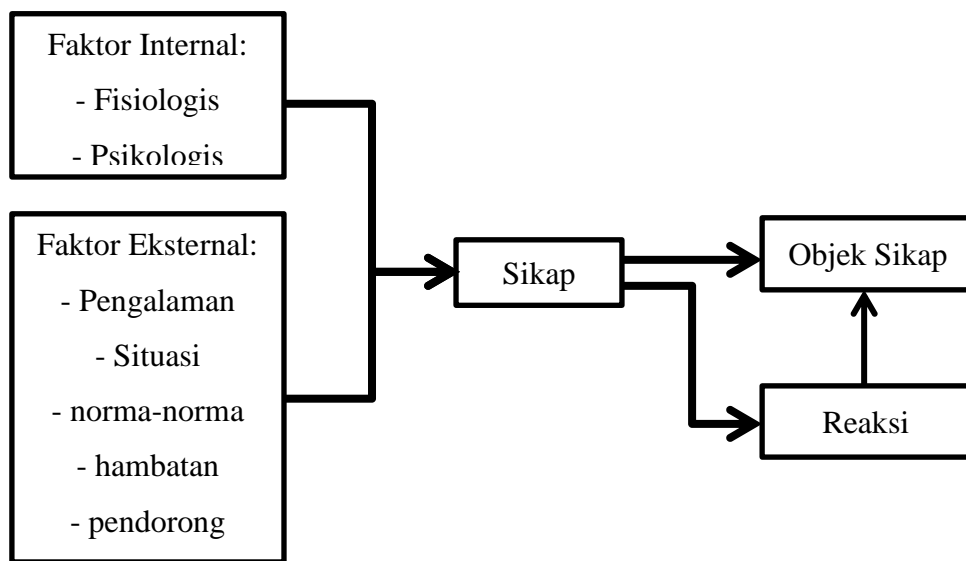 Faktor Internal:
- Fisiologis
- Psikologis
Faktor Eksternal:
- Pengalaman
- Situasi
- norma-norma
- hambatan
- pendorong
Sikap
Objek Sikap
Reaksi